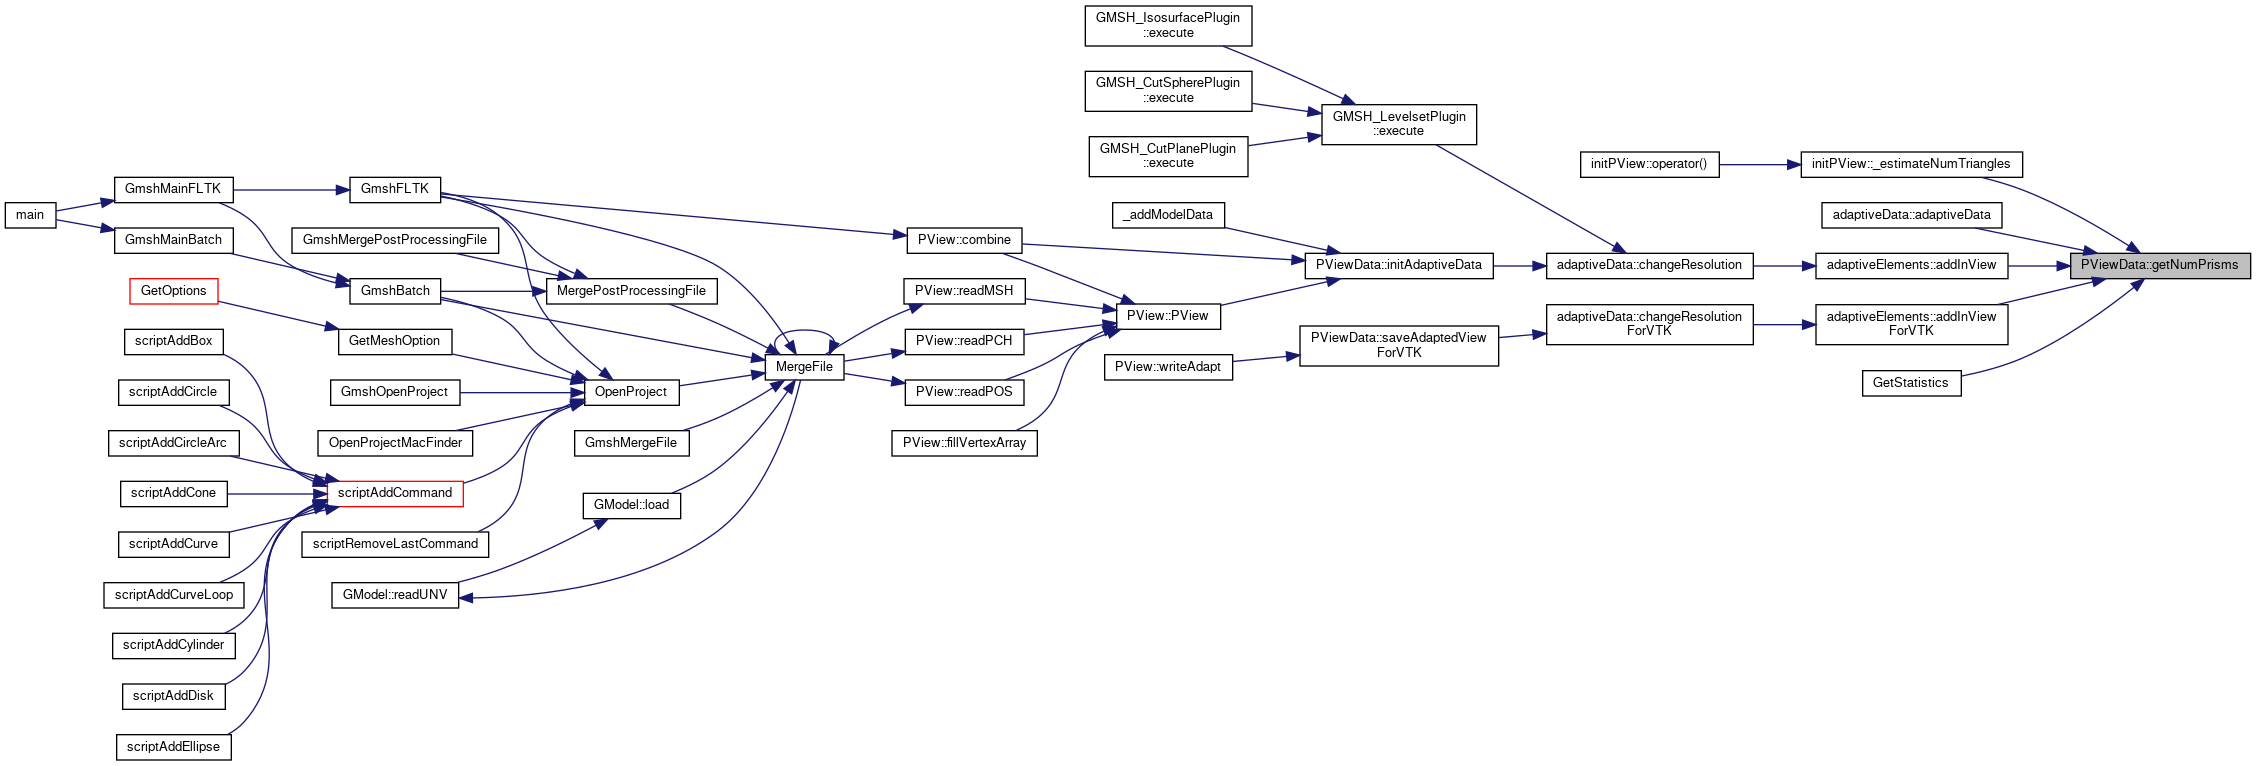 GMSH_IsosurfacePlugin
::execute
GMSH_CutSpherePlugin
::execute
GMSH_LevelsetPlugin
::execute
GMSH_CutPlanePlugin
::execute
initPView::operator()
initPView::_estimateNumTriangles
GmshMainFLTK
GmshFLTK
main
_addModelData
adaptiveData::adaptiveData
GmshMainBatch
GmshMergePostProcessingFile
PView::combine
PViewData::initAdaptiveData
adaptiveData::changeResolution
adaptiveElements::addInView
PViewData::getNumPrisms
GetOptions
GmshBatch
MergePostProcessingFile
PView::readMSH
PView::PView
adaptiveData::changeResolution
ForVTK
adaptiveElements::addInView
ForVTK
scriptAddBox
GetMeshOption
PView::readPCH
PViewData::saveAdaptedView
ForVTK
MergeFile
PView::writeAdapt
GetStatistics
scriptAddCircle
GmshOpenProject
OpenProject
PView::readPOS
scriptAddCircleArc
OpenProjectMacFinder
GmshMergeFile
PView::fillVertexArray
scriptAddCone
scriptAddCommand
GModel::load
scriptAddCurve
scriptRemoveLastCommand
scriptAddCurveLoop
GModel::readUNV
scriptAddCylinder
scriptAddDisk
scriptAddEllipse